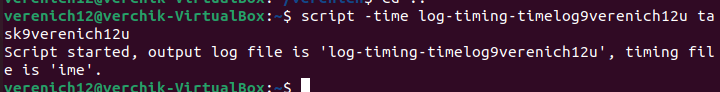 verenich12@verchik-VirtualBox:~$ script -time log-timing-timelog9verenich12u ta
sk9verenich12u
Script started, output log file is 'log-timing-timelog9verenich12u', timing fil
e is 'ime'.
verenich12@verchik-VirtualBox:~$